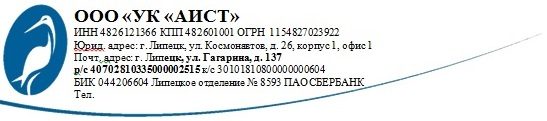 ООО «УК «АИСТ»
ИНН 4826121366 КПП 482601001 ОГРН 1154827023922
Юрид. адрес: г. Липецк, ул. Космонавтов, д. 26, корпус 1, офис 1
Почт. адрес: г. Липецк, ул. Гагарина, д. 137
р/с 40702810335000002515 к/с 30101810800000000604
БИК 044206604 Липецкое отделение № 8593 ПАО СБЕРБАНК
Тел.